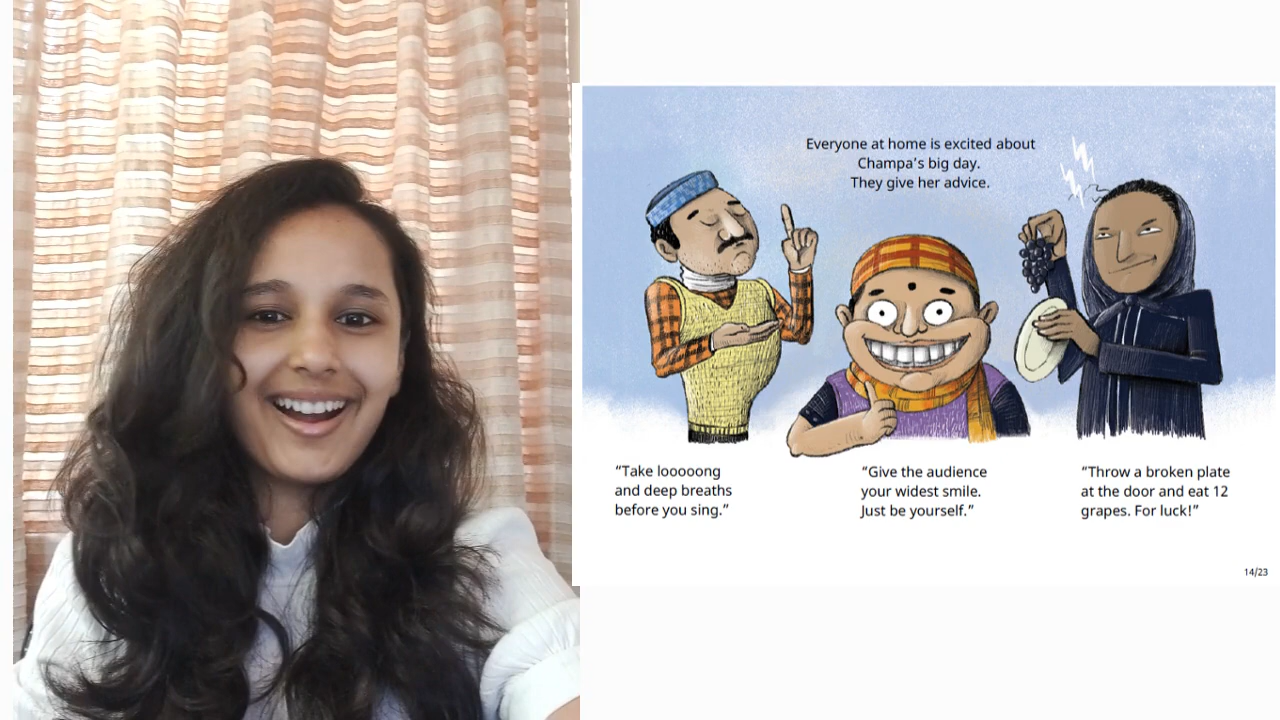 Everyone at home is excited about
Champa’s big day.
They give her advice.
“Take looooong
and deep breaths
before you sing.”
“Give the audience
your widest smile.
Just be yourself.”
“Throw a broken plate
at the door and eat 12
grapes. For luck!”
14/23